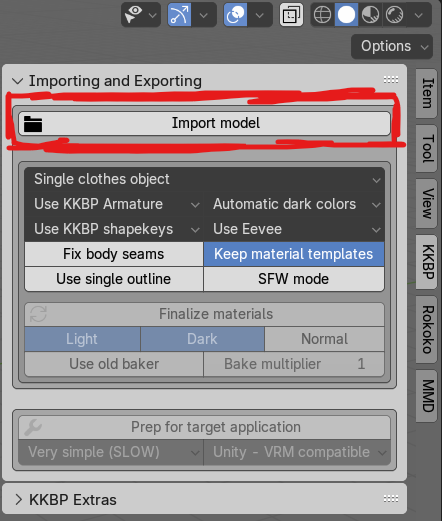 Options
Importing and Exporting
Import model
Single clothes object
Use KKBP Armature
Automatic dark colors
Use KKBP shapekeys
Use Eevee
Fix body seams
Keep material templates
Use single outline
SFW mode
Finalize materials
Light
Dark
Normal
Use old baker
Bake multiplier 1
Prep for target application
Very simple (SLOW)
Unity - VRM compatible
KKBP Extras
Item
Tool
View
KKBP
Rokoko
MMD